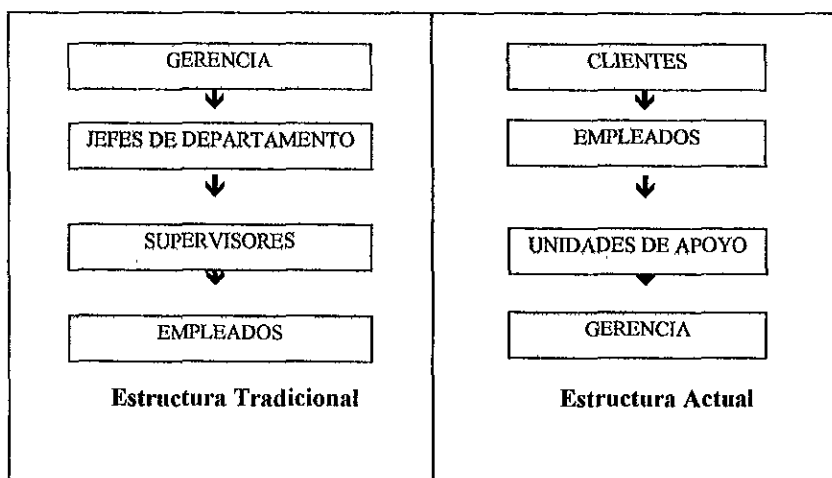 GERENCIA
JEFES DE DEPARTAMENTO
SUPERVISORES
EMPLEADOS
Estructura Tradicional
CLIENTES
EMPLEADOS
UNIDADES DE APOYO
GERENCIA
Estructura Actual